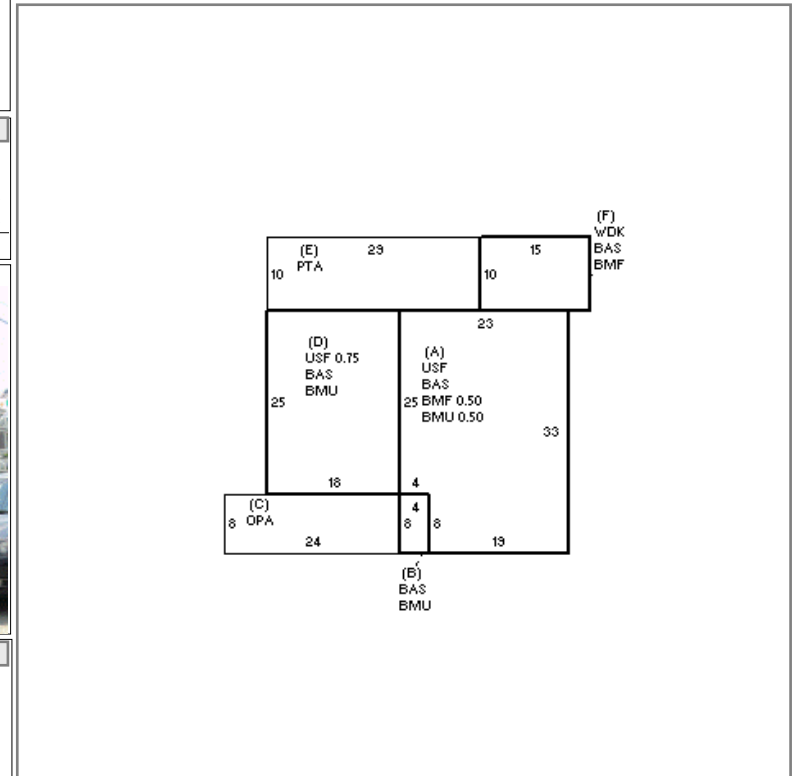 (F)
WDK
BAS
BMF
(E)
PTA
29
15
10
10
23
(D)
USF 0.75
BAS
BMU
(A)
USF
BAS
BMF 0.50
BMU 0.50
25
25
33
18
4
(C)
OPA
8
24
4
8
8
19
(B)
BAS
BMU